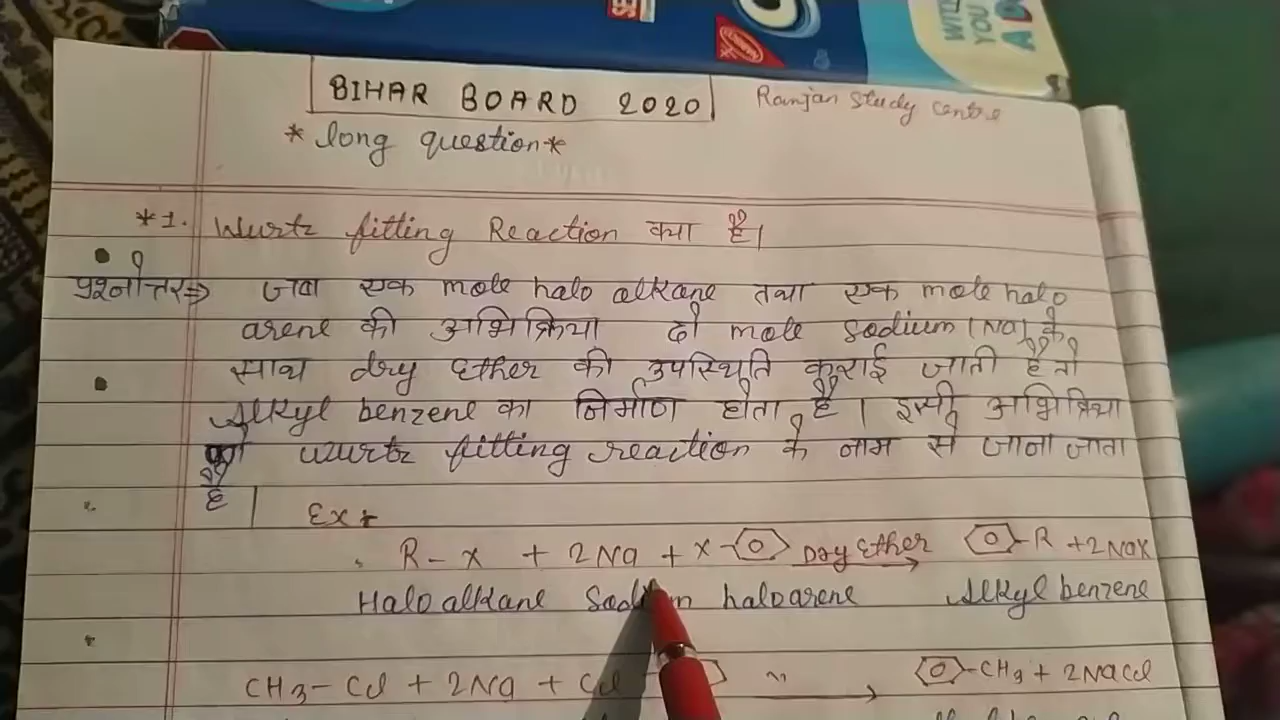 BIHAR BOARD 2020
Ranjan Study Centre
*long question*
*1. Wurtz fitting Reaction क्या है।
प्रश्नोत्तर⇒ जब एक mole halo alkane तथा एक mole halo
arene की अभिक्रिया दो mole sodium (Na) के
साथ dry Ether की उपस्थिति कराई जाती है तो
Alkyl benzene का निर्माण होता है। इसी अभिक्रिया
को wurtz fitting reaction के नाम से जाना जाता
है|
Ex:-
R-x + 2Na + x- Dry Ether -R + 2Nax
Haloalkane Sodium haloarene Alkyl benzene
CH3-Cl + 2Na + Cl " → -CH3 + 2NaCl